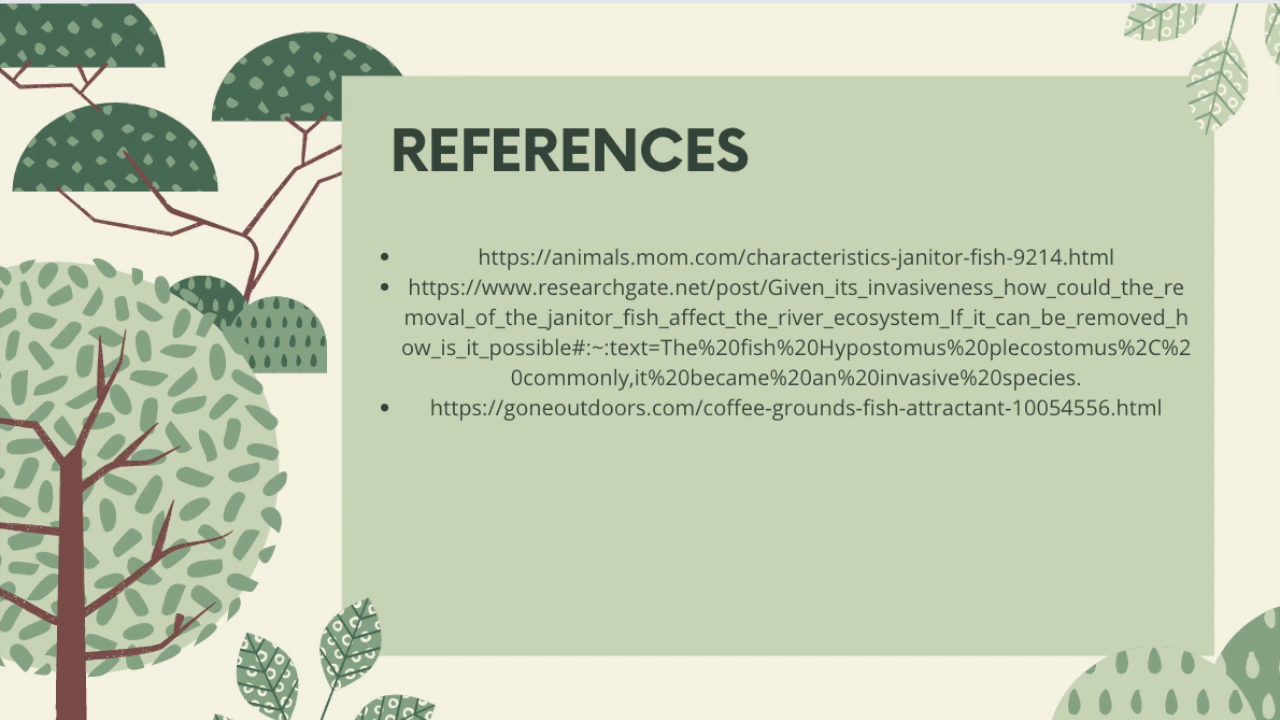 REFERENCES
• https://animals.mom.com/characteristics-janitor-fish-9214.html
• https://www.researchgate.net/post/Given_its_invasiveness_how_could_the_re
moval_of_the_janitor_fish_affect_the_river_ecosystem_If_it_can_be_removed_h
ow_is_it_possible#:~:text=The%20fish%20Hypostomus%20plecostomus%2C%2
0commonly,it%20became%20an%20invasive%20species.
• https://goneoutdoors.com/coffee-grounds-fish-attractant-10054556.html